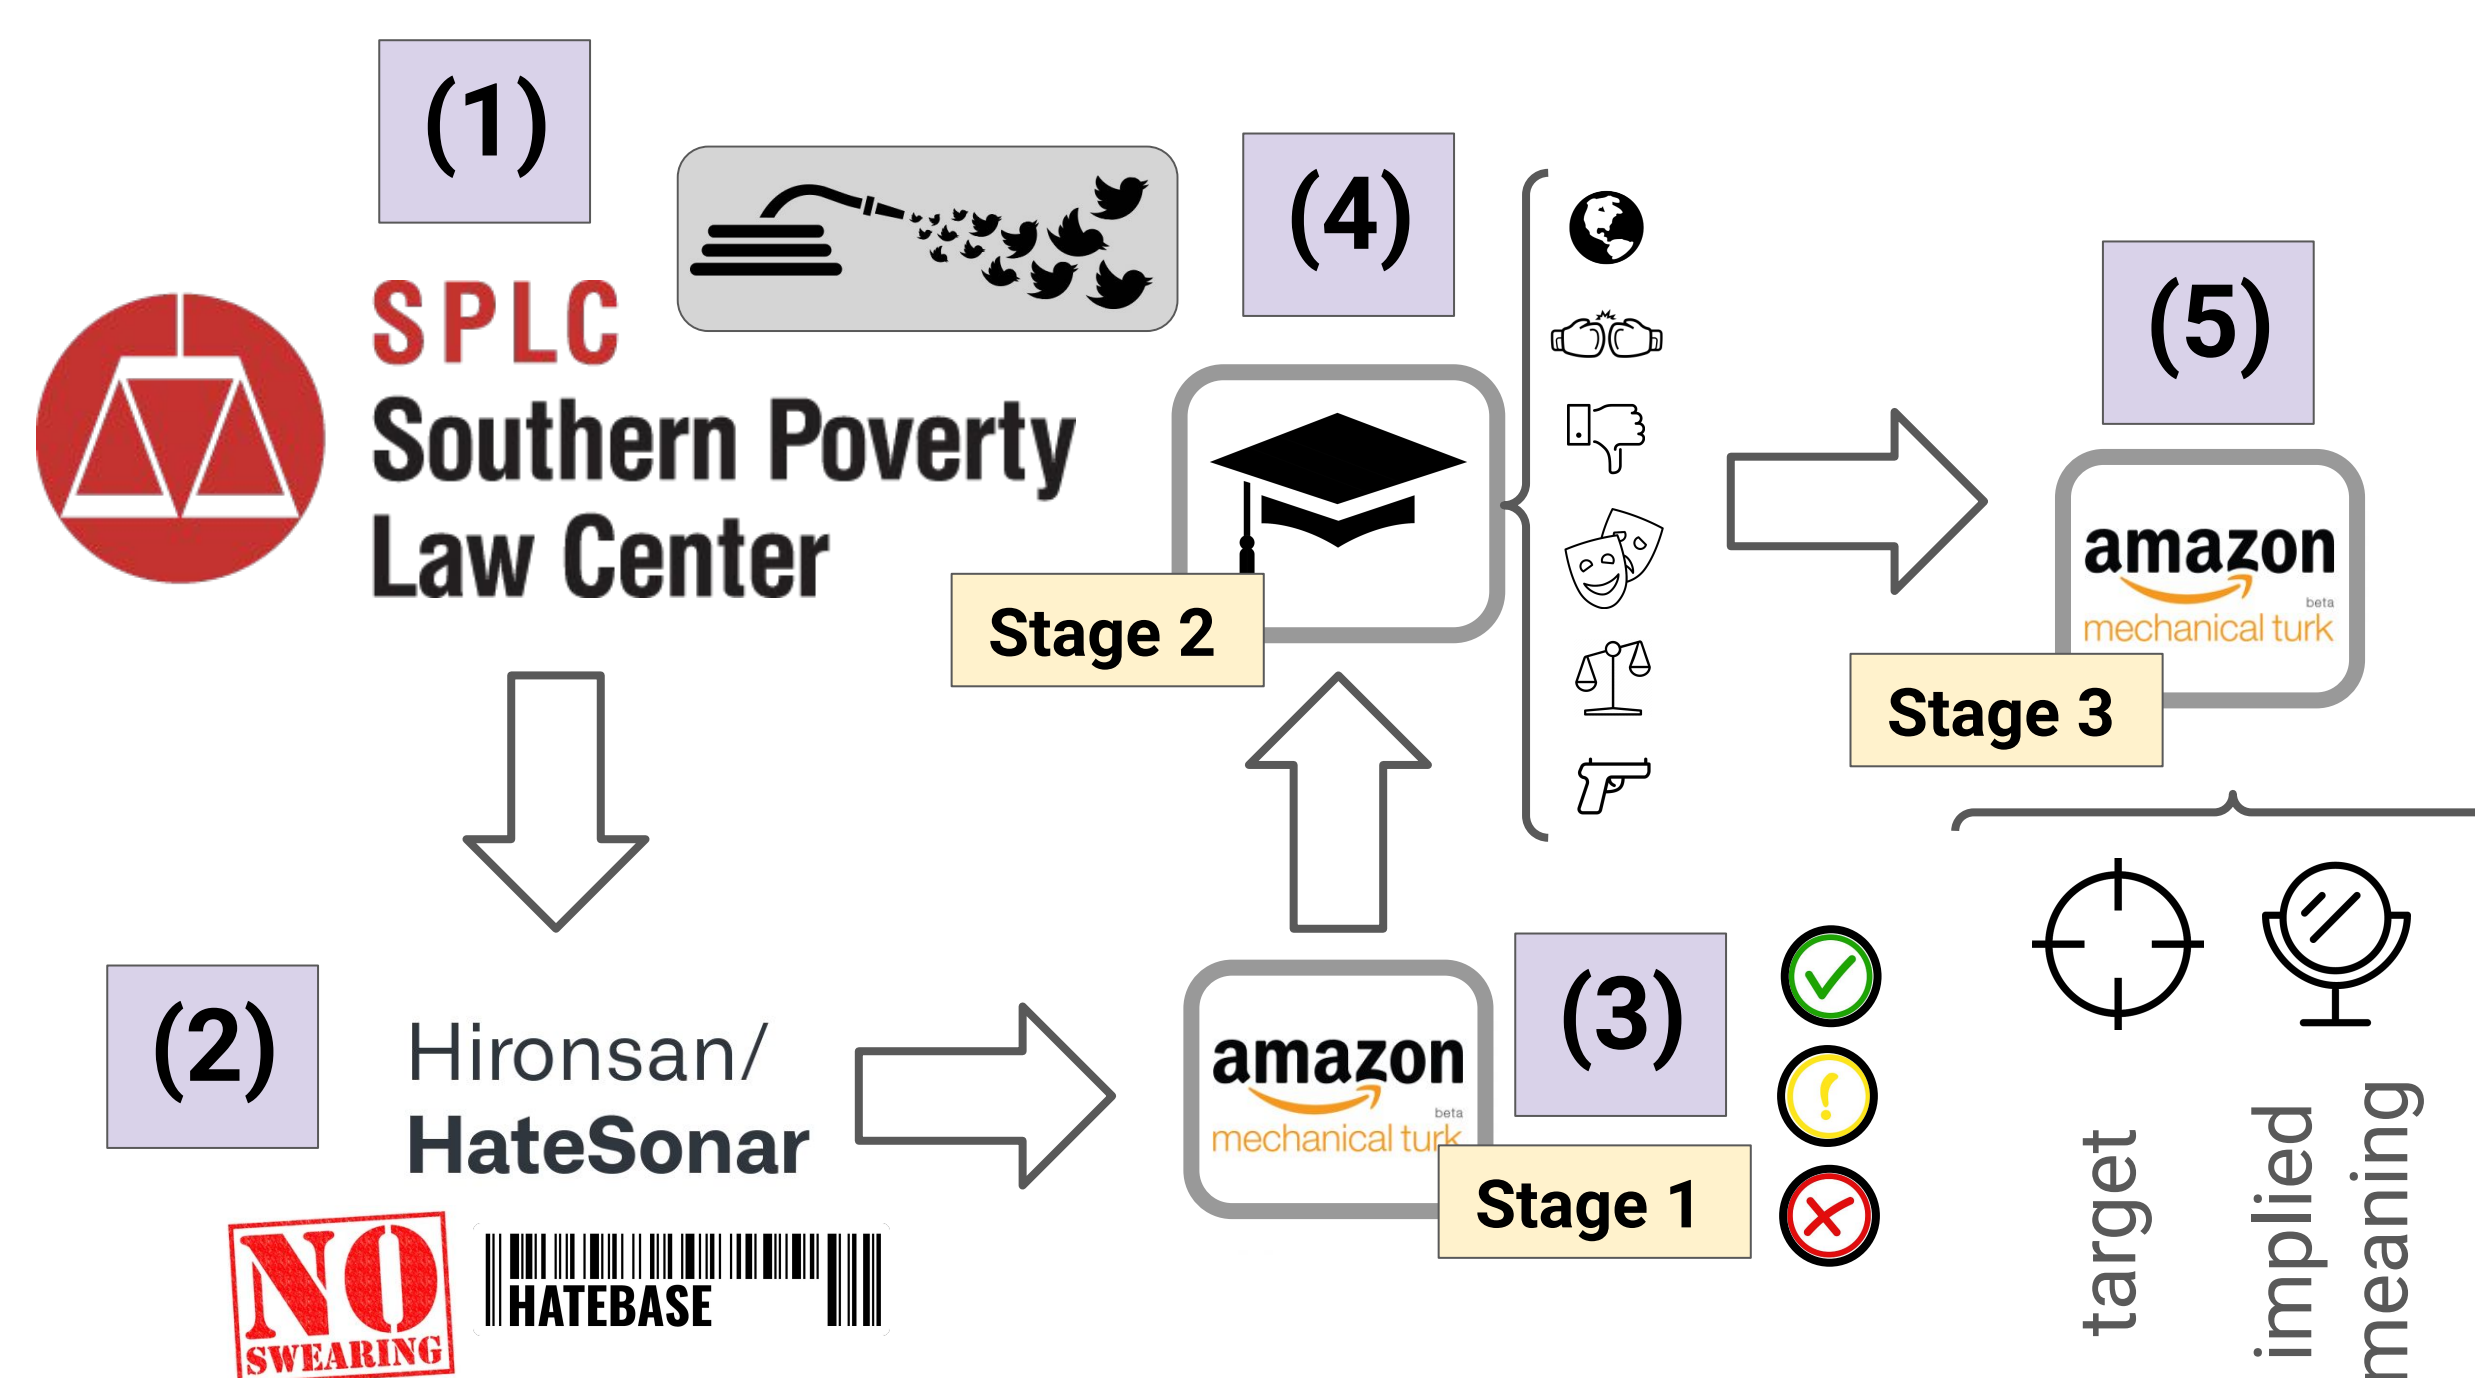 (1)
SPLC
Southern Poverty
Law Center
(2)
Hironsan/
HateSonar
NO
SWEARING
HATEBASE
(3)
amazon
beta
mechanical turk
Stage 1
(4)
Stage 2
(5)
amazon
beta
mechanical turk
Stage 3
target
implied
meaning